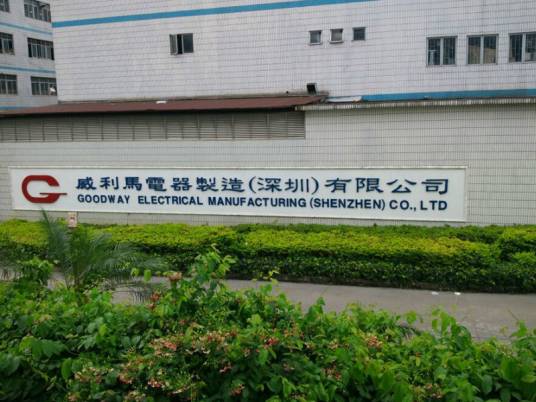 威利馬電器製造(深圳)有限公司
GOODWAY ELECTRICAL MANUFACTURING (SHENZHEN) CO., LTD